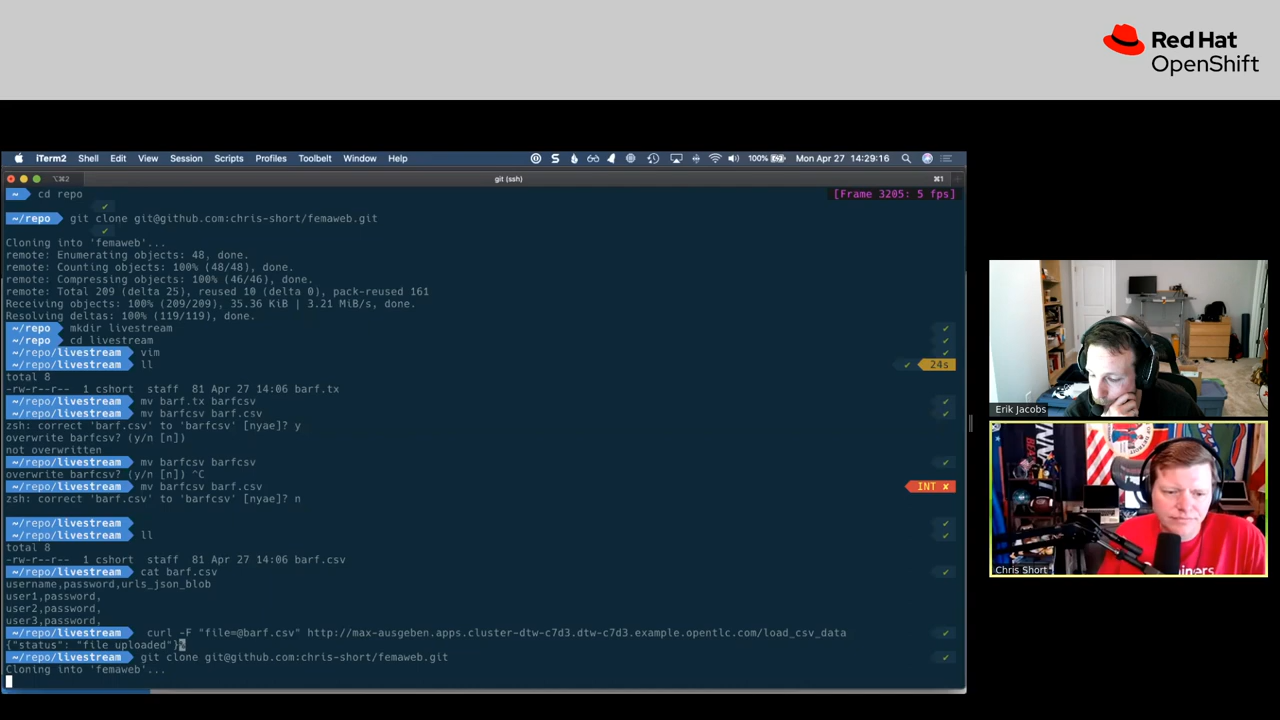 Red Hat
OpenShift
iTerm2 Shell Edit View Session Scripts Profiles Toolbelt Window Help 100% Mon Apr 27 14:29:16
⌥⌘2 git (ssh) ⌘1
~ cd repo [Frame 3205: 5 fps]
~/repo git clone git@github.com:chris-short/femaweb.git
Cloning into 'femaweb'...
remote: Enumerating objects: 48, done.
remote: Counting objects: 100% (48/48), done.
remote: Compressing objects: 100% (46/46), done.
remote: Total 209 (delta 25), reused 10 (delta 0), pack-reused 161
Receiving objects: 100% (209/209), 35.36 KiB | 3.21 MiB/s, done.
Resolving deltas: 100% (119/119), done.
~/repo mkdir livestream
~/repo cd livestream
~/repo/livestream vim
~/repo/livestream ll 24s
total 8
-rw-r--r-- 1 cshort staff 81 Apr 27 14:06 barf.tx
~/repo/livestream mv barf.tx barfcsv
~/repo/livestream mv barfcsv barf.csv
zsh: correct 'barf.csv' to 'barfcsv' [nyae]? y
overwrite barfcsv? (y/n [n])
not overwritten
~/repo/livestream mv barfcsv barfcsv
overwrite barfcsv? (y/n [n]) ^C
~/repo/livestream mv barfcsv barf.csv INT ✘
zsh: correct 'barf.csv' to 'barfcsv' [nyae]? n
~/repo/livestream
~/repo/livestream ll
total 8
-rw-r--r-- 1 cshort staff 81 Apr 27 14:06 barf.csv
~/repo/livestream cat barf.csv
username,password,urls_json_blob
user1,password,
user2,password,
user3,password,
~/repo/livestream curl -F "file=@barf.csv" http://max-ausgeben.apps.cluster-dtw-c7d3.dtw-c7d3.example.opentlc.com/load_csv_data
{"status": "file uploaded"}%
~/repo/livestream git clone git@github.com:chris-short/femaweb.git
Cloning into 'femaweb'...
Erik Jacobs
Chris Short